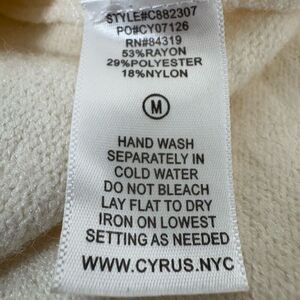 STYLE#C882307
PO#CY07126
RN#84319
53%RAYON
29%POLYESTER
18%NYLON
M
HAND WASH
SEPARATELY IN
COLD WATER
DO NOT BLEACH
LAY FLAT TO DRY
IRON ON LOWEST
SETTING AS NEEDED
WWW.CYRUS.NYC